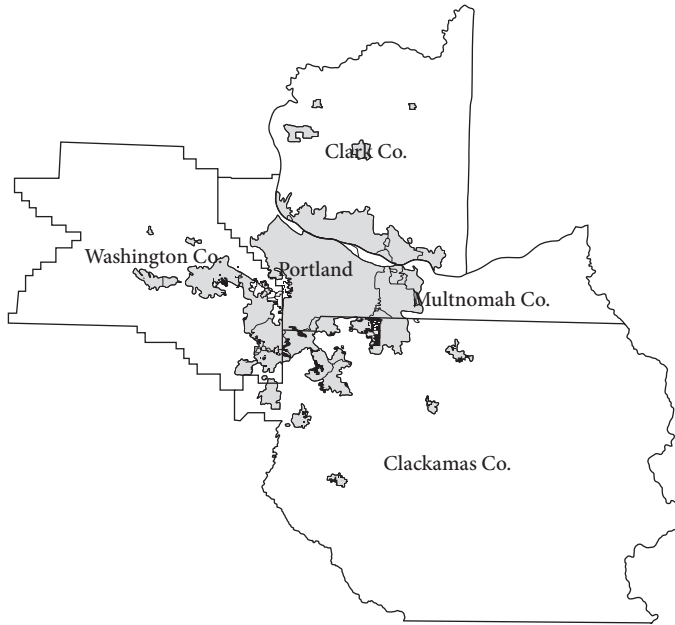 Clark Co.
Washington Co.
Portland
Multnomah Co.
Clackamas Co.